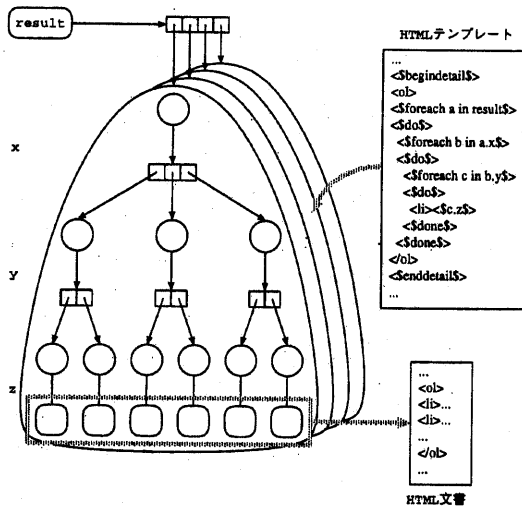 result
x
y
z
HTMLテンプレート
...
<$begindetail$>
<ol>
<$foreach a in result$>
<$do$>
<$foreach b in a.x$>
<$do$>
<$foreach c in b.y$>
<$do$>
<li><$c.z$>
<$done$>
<$done$>
</ol>
<$enddetail$>
...
...
<ol>
<li>...
<li>...
...
</ol>
...
HTML文書